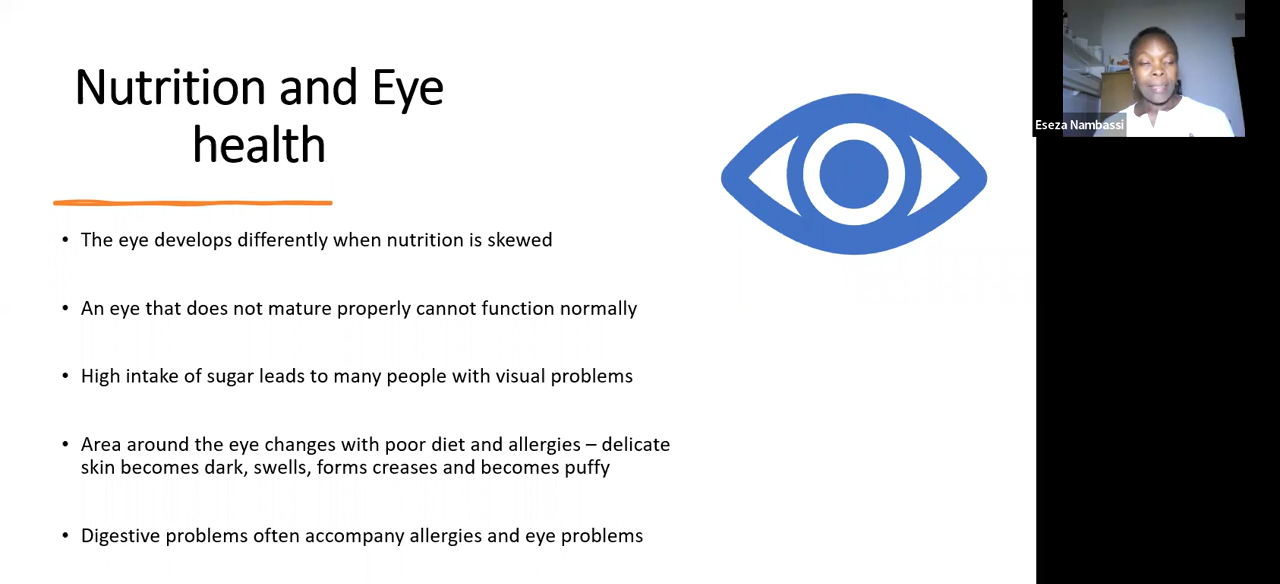 Nutrition and Eye
health
• The eye develops differently when nutrition is skewed
• An eye that does not mature properly cannot function normally
• High intake of sugar leads to many people with visual problems
• Area around the eye changes with poor diet and allergies – delicate
skin becomes dark, swells, forms creases and becomes puffy
• Digestive problems often accompany allergies and eye problems
Eseza Nambassi